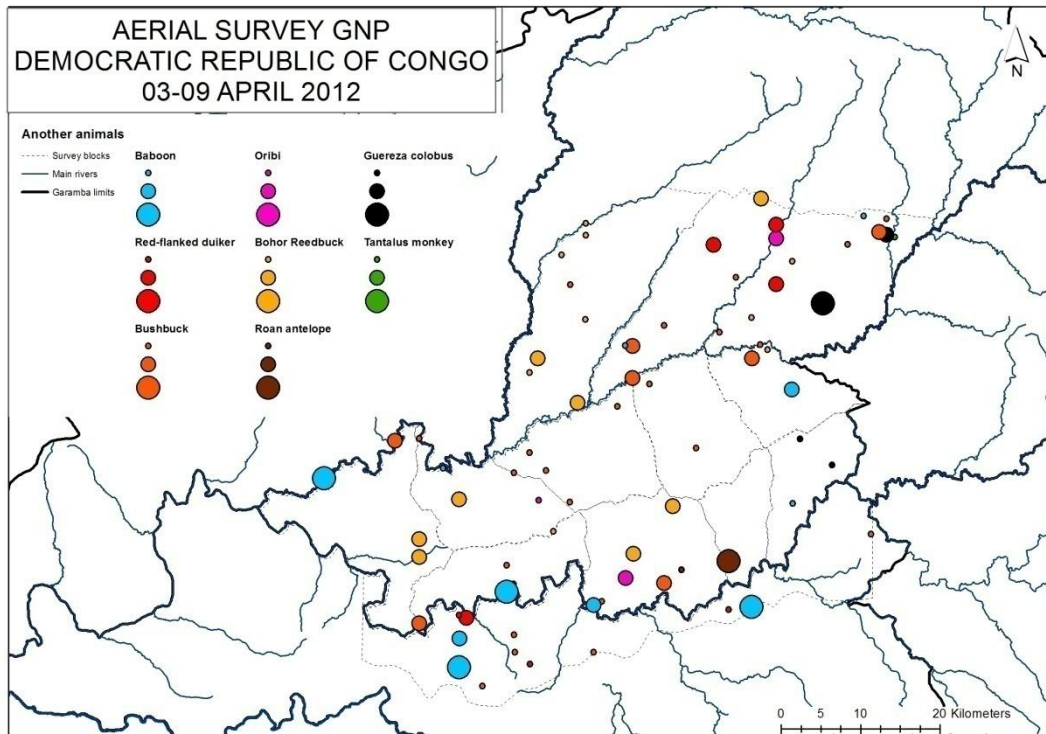 AERIAL SURVEY GNP
DEMOCRATIC REPUBLIC OF CONGO
03-09 APRIL 2012
N
Another animals
Survey blocks
Main rivers
Garamba limits
Baboon
Oribi
Guereza colobus
Red-flanked duiker
Bohor Reedbuck
Tantalus monkey
Bushbuck
Roan antelope
0 5 10 20 Kilometers